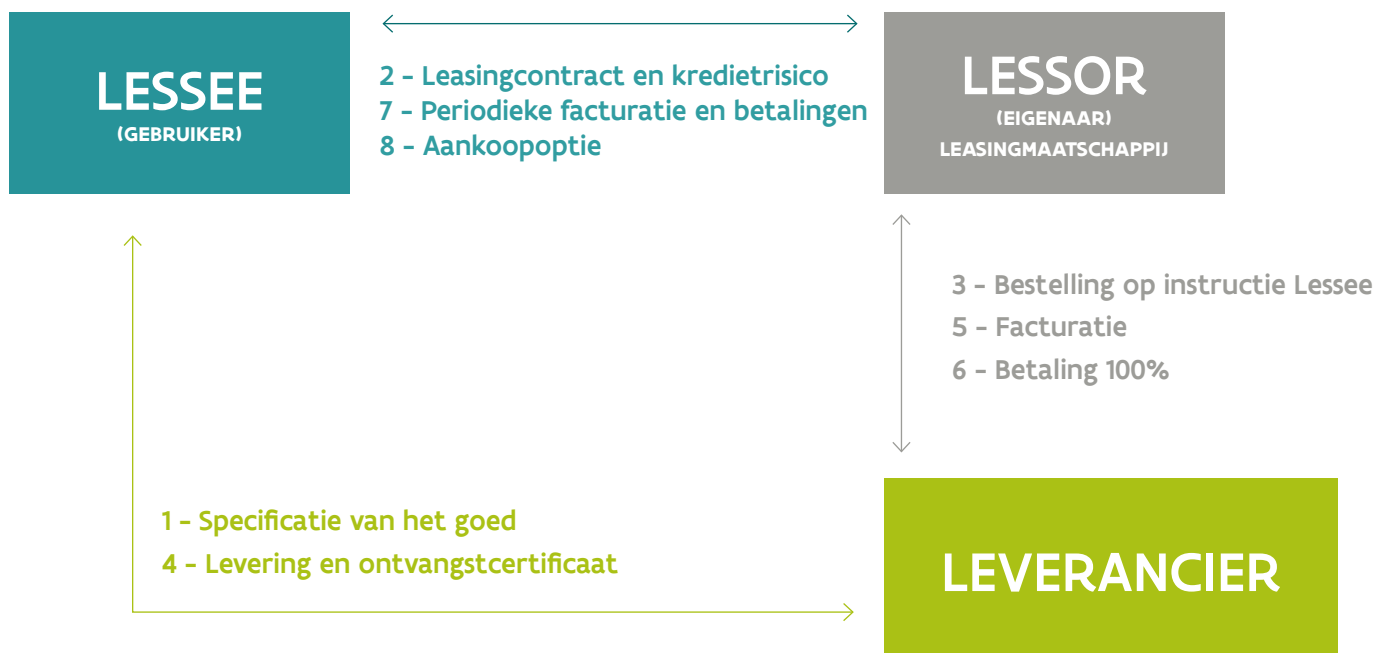 LESSEE
(GEBRUIKER)
2 - Leasingcontract en kredietrisico
7 - Periodieke facturatie en betalingen
8 - Aankoopoptie
LESSOR
(EIGENAAR)
LEASINGMAATSCHAPPIJ
3 - Bestelling op instructie Lessee
5 - Facturatie
6 - Betaling 100%
1 - Specificatie van het goed
4 - Levering en ontvangstcertificaat
LEVERANCIER